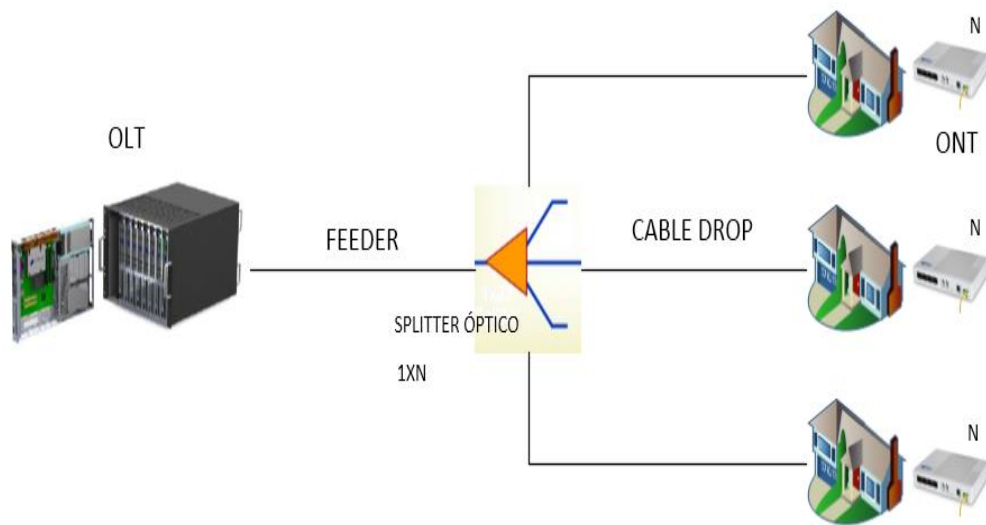 N
OLT
ONT
FEEDER
CABLE DROP
N
SPLITTER ÓPTICO
1XN
N